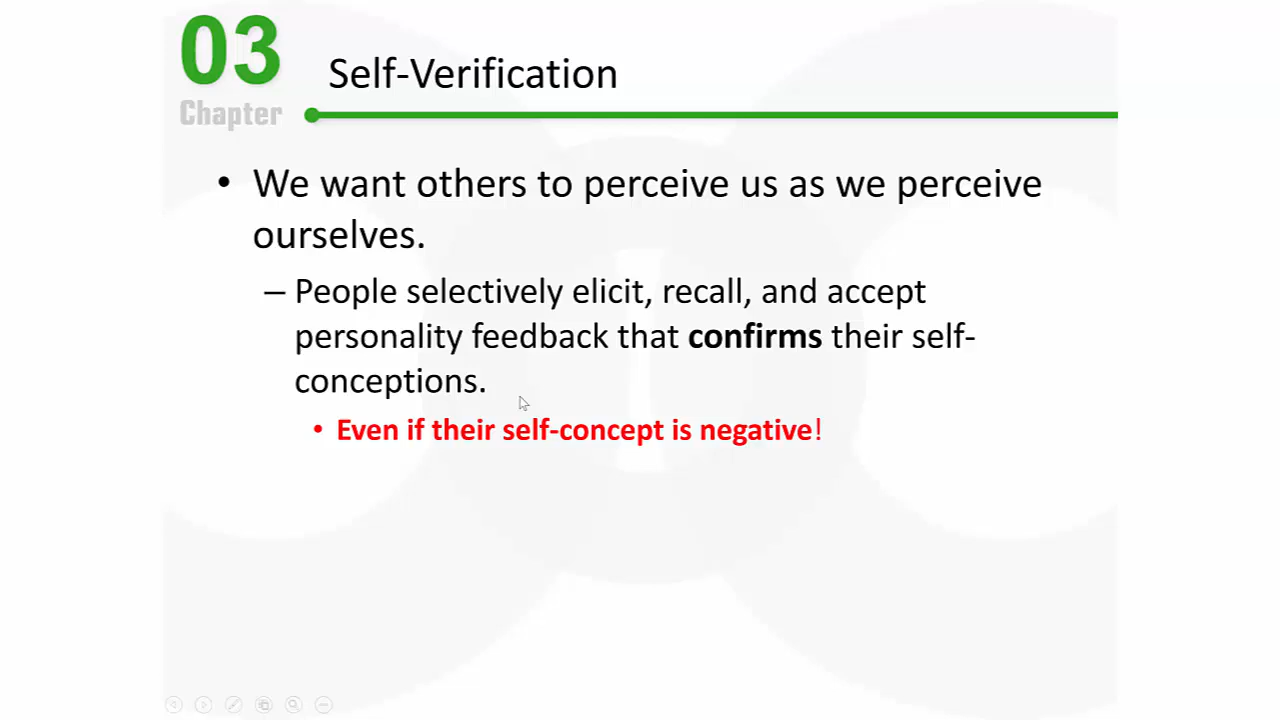 03
Chapter
Self-Verification
• We want others to perceive us as we perceive
ourselves.
– People selectively elicit, recall, and accept
personality feedback that confirms their self-
conceptions.
• Even if their self-concept is negative!